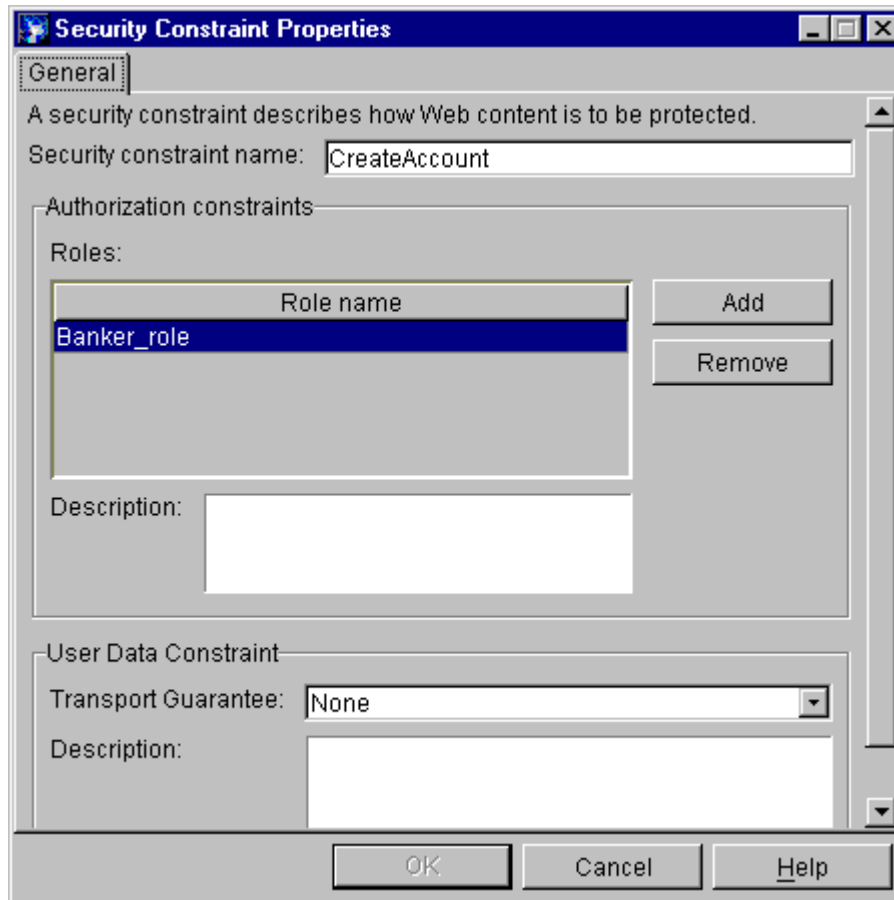 Security Constraint Properties
General
A security constraint describes how Web content is to be protected.
Security constraint name: CreateAccount
Authorization constraints
Roles:
Role name
Add
Banker_role
Remove
Description:
User Data Constraint
Transport Guarantee: None
Description:
OK Cancel Help